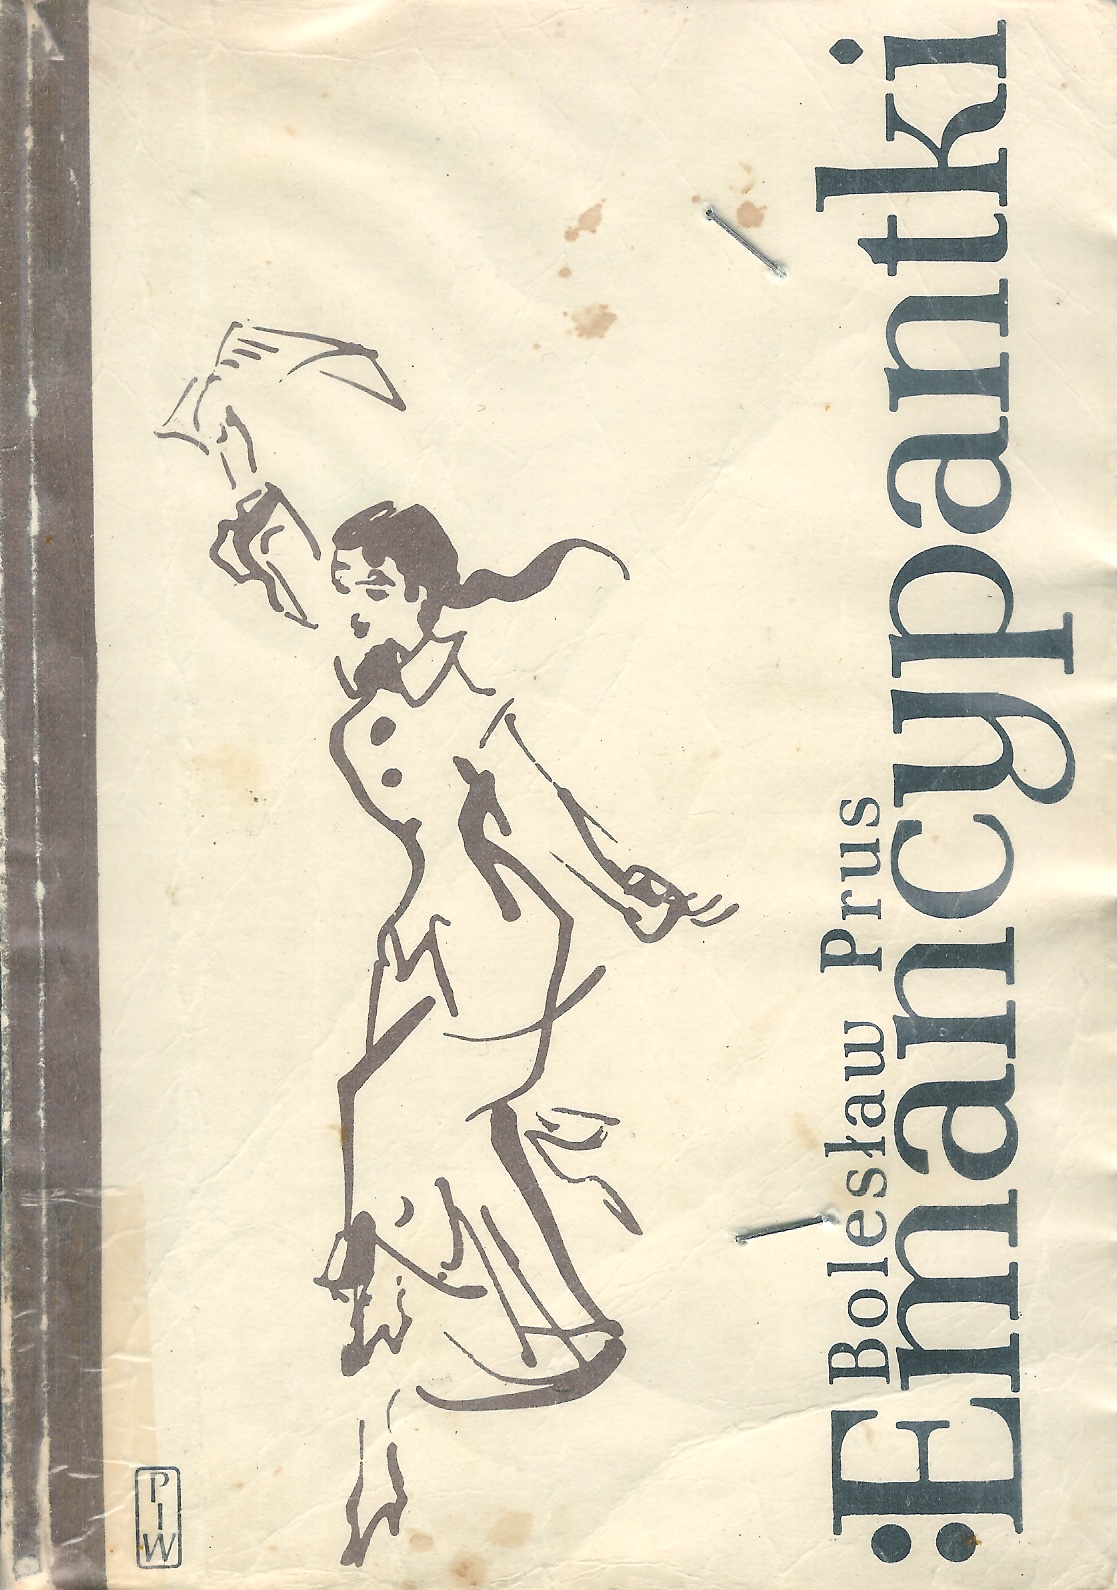 Bolesław Prus
:Emancypantki
PIW